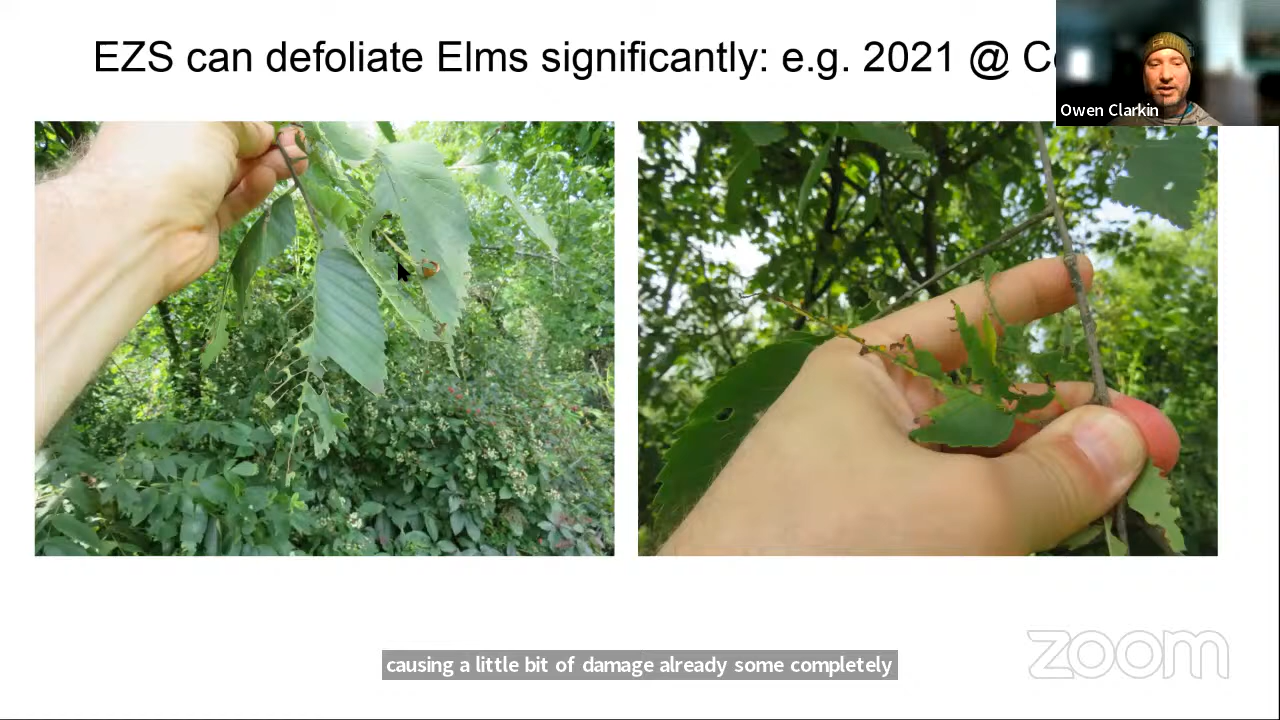 EZS can defoliate Elms significantly: e.g. 2021 @
Owen Clarkin
causing a little bit of damage already some completely
zoom